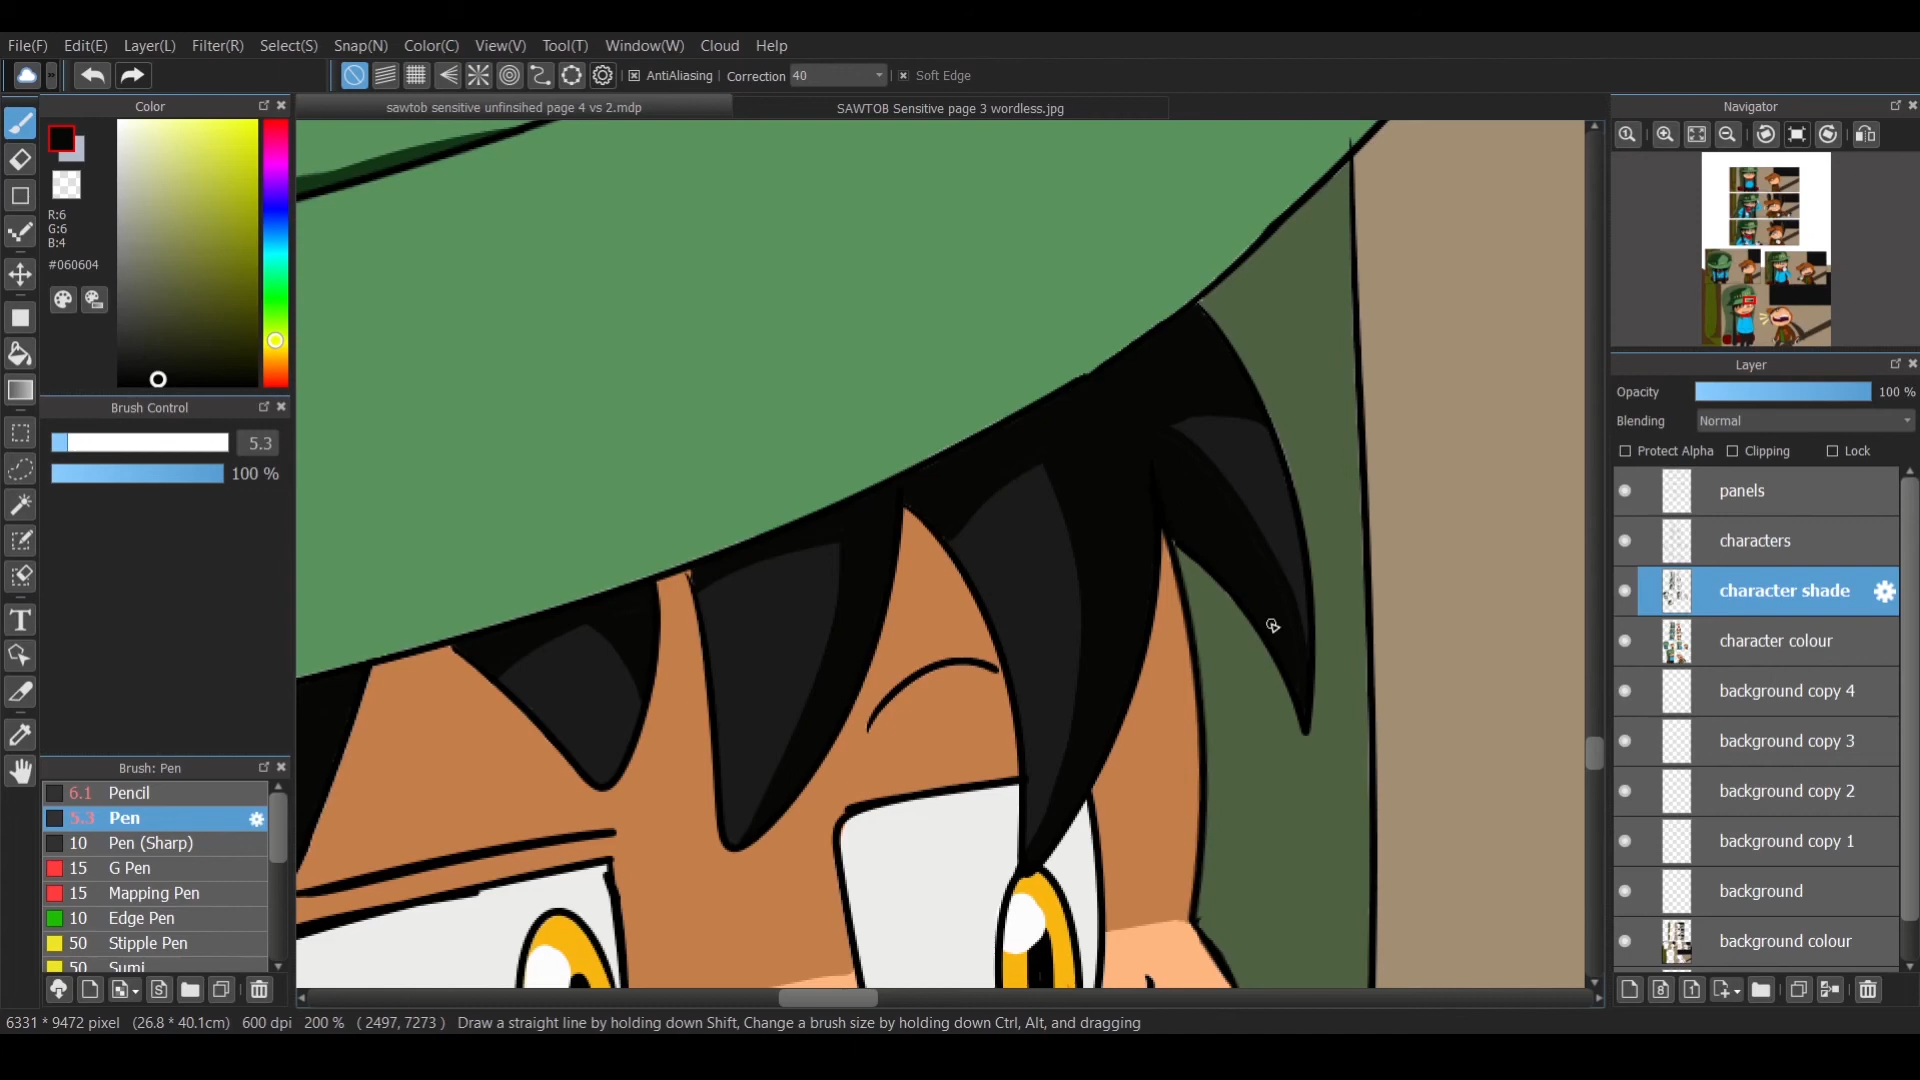 File(F) Edit(E) Layer(L) Filter(R) Select(S) Snap(N) Color(C) View(V) Tool(T) Window(W) Cloud Help
» AntiAliasing Correction 40 Soft Edge
Color
sawtob sensitive unfinsihed page 4 vs 2.mdp
SAWTOB Sensitive page 3 wordless.jpg
Navigator
R:6
G:6
B:4
#060604
Brush Control
5.3
100 %
Layer
Opacity 100 %
Blending Normal
Protect Alpha Clipping Lock
panels
characters
character shade
character colour
background copy 4
background copy 3
background copy 2
background copy 1
background
background colour
Brush: Pen
6.1 Pencil
5.3 Pen
10 Pen (Sharp)
15 G Pen
15 Mapping Pen
10 Edge Pen
50 Stipple Pen
50 Sumi
6331 * 9472 pixel (26.8 * 40.1cm) 600 dpi 200 % ( 2497, 7273 ) Draw a straight line by holding down Shift, Change a brush size by holding down Ctrl, Alt, and dragging